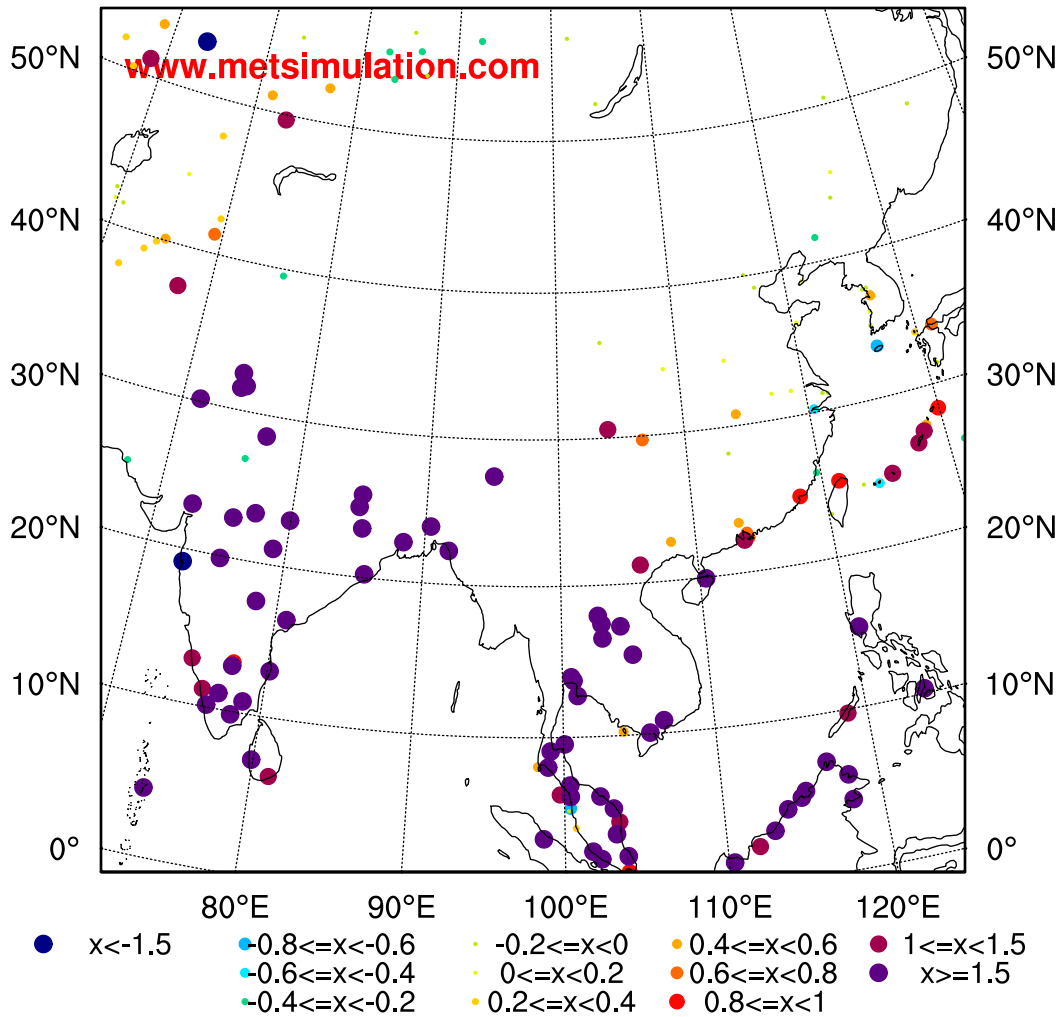 www.metsimulation.com
50°N 50°N
40°N 40°N
30°N 30°N
20°N 20°N
10°N 10°N
0° 0°
80°E 90°E 100°E 110°E 120°E
x<-1.5 -0.8<=x<-0.6 -0.2<=x<0 0.4<=x<0.6 1<=x<1.5
-0.6<=x<-0.4 0<=x<0.2 0.6<=x<0.8 x>=1.5
-0.4<=x<-0.2 0.2<=x<0.4 0.8<=x<1